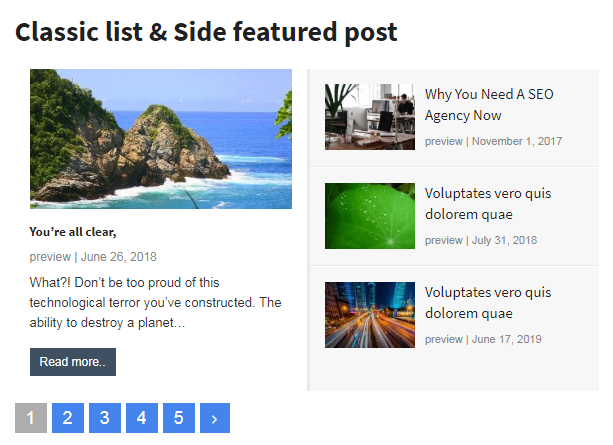 Classic list & Side featured post
You’re all clear,
preview | June 26, 2018
What?! Don’t be too proud of this
technological terror you’ve constructed. The
ability to destroy a planet…
Read more..
Why You Need A SEO
Agency Now
preview | November 1, 2017
Voluptates vero quis
dolorem quae
preview | July 31, 2018
Voluptates vero quis
dolorem quae
preview | June 17, 2019
1 2 3 4 5 ›